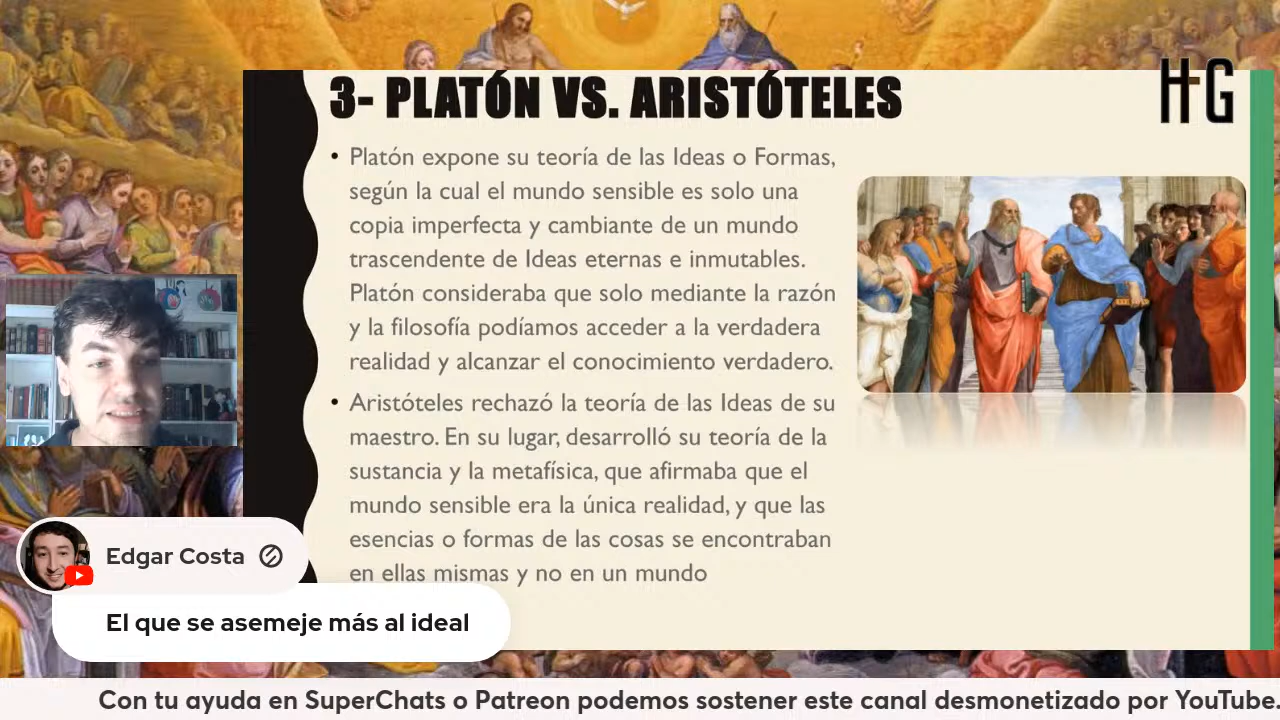 3- PLATÓN VS. ARISTÓTELES
HG
• Platón expone su teoría de las Ideas o Formas,
según la cual el mundo sensible es solo una
copia imperfecta y cambiante de un mundo
trascendente de Ideas eternas e inmutables.
Platón consideraba que solo mediante la razón
y la filosofía podíamos acceder a la verdadera
realidad y alcanzar el conocimiento verdadero.
• Aristóteles rechazó la teoría de las Ideas de su
maestro. En su lugar, desarrolló su teoría de la
sustancia y la metafísica, que afirmaba que el
mundo sensible era la única realidad, y que las
esencias o formas de las cosas se encontraban
en ellas mismas y no en un mundo
Edgar Costa
El que se asemeje más al ideal
Con tu ayuda en SuperChats o Patreon podemos sostener este canal desmonetizado por YouTube.